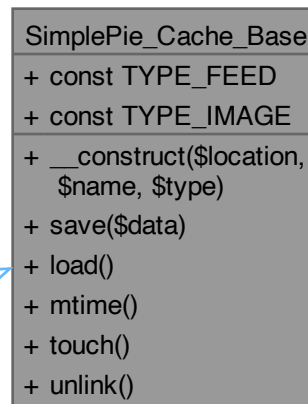 SimplePie_Cache_Base
+ const TYPE_FEED
+ const TYPE_IMAGE
+ __construct($location,
$name, $type)
+ save($data)
+ load()
+ mtime()
+ touch()
+ unlink()